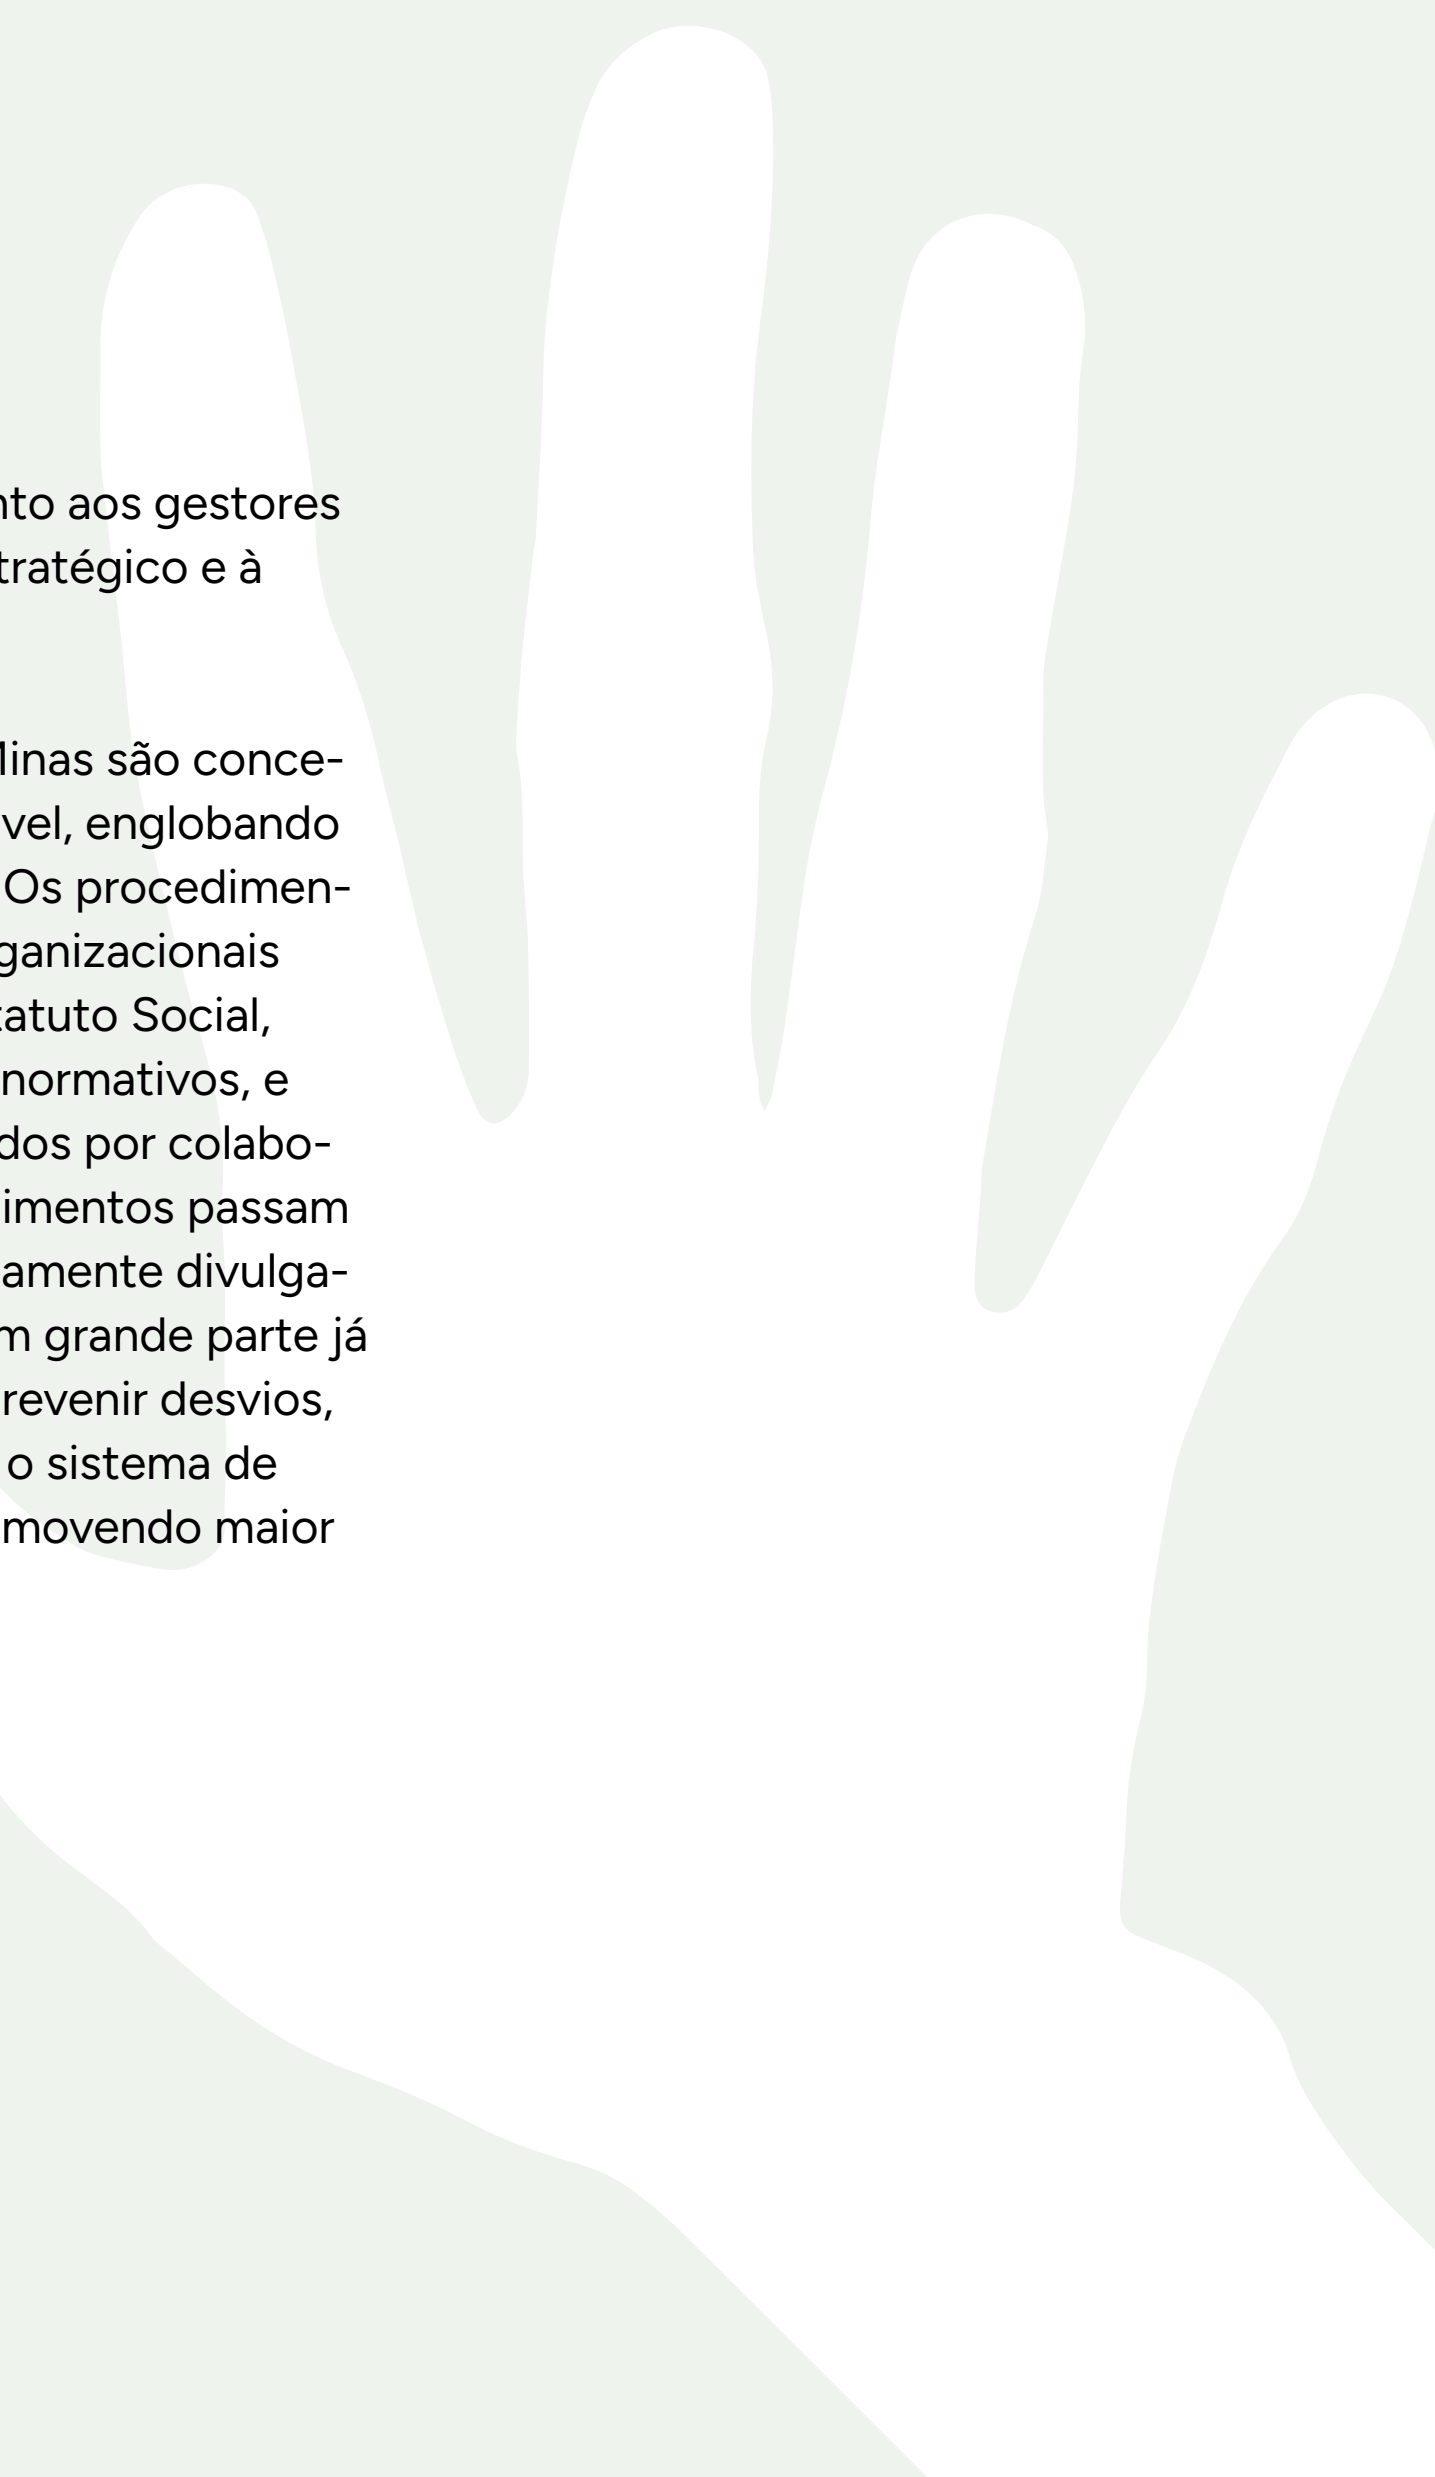 nto aos gestores
tratégico e à
inas são conce-
vel, englobando
Os procedimen-
ganizacionais
tatuto Social,
normativos, e
dos por colabo-
imentos passam
amente divulga-
m grande parte já
revenir desvios,
o sistema de
movendo maior